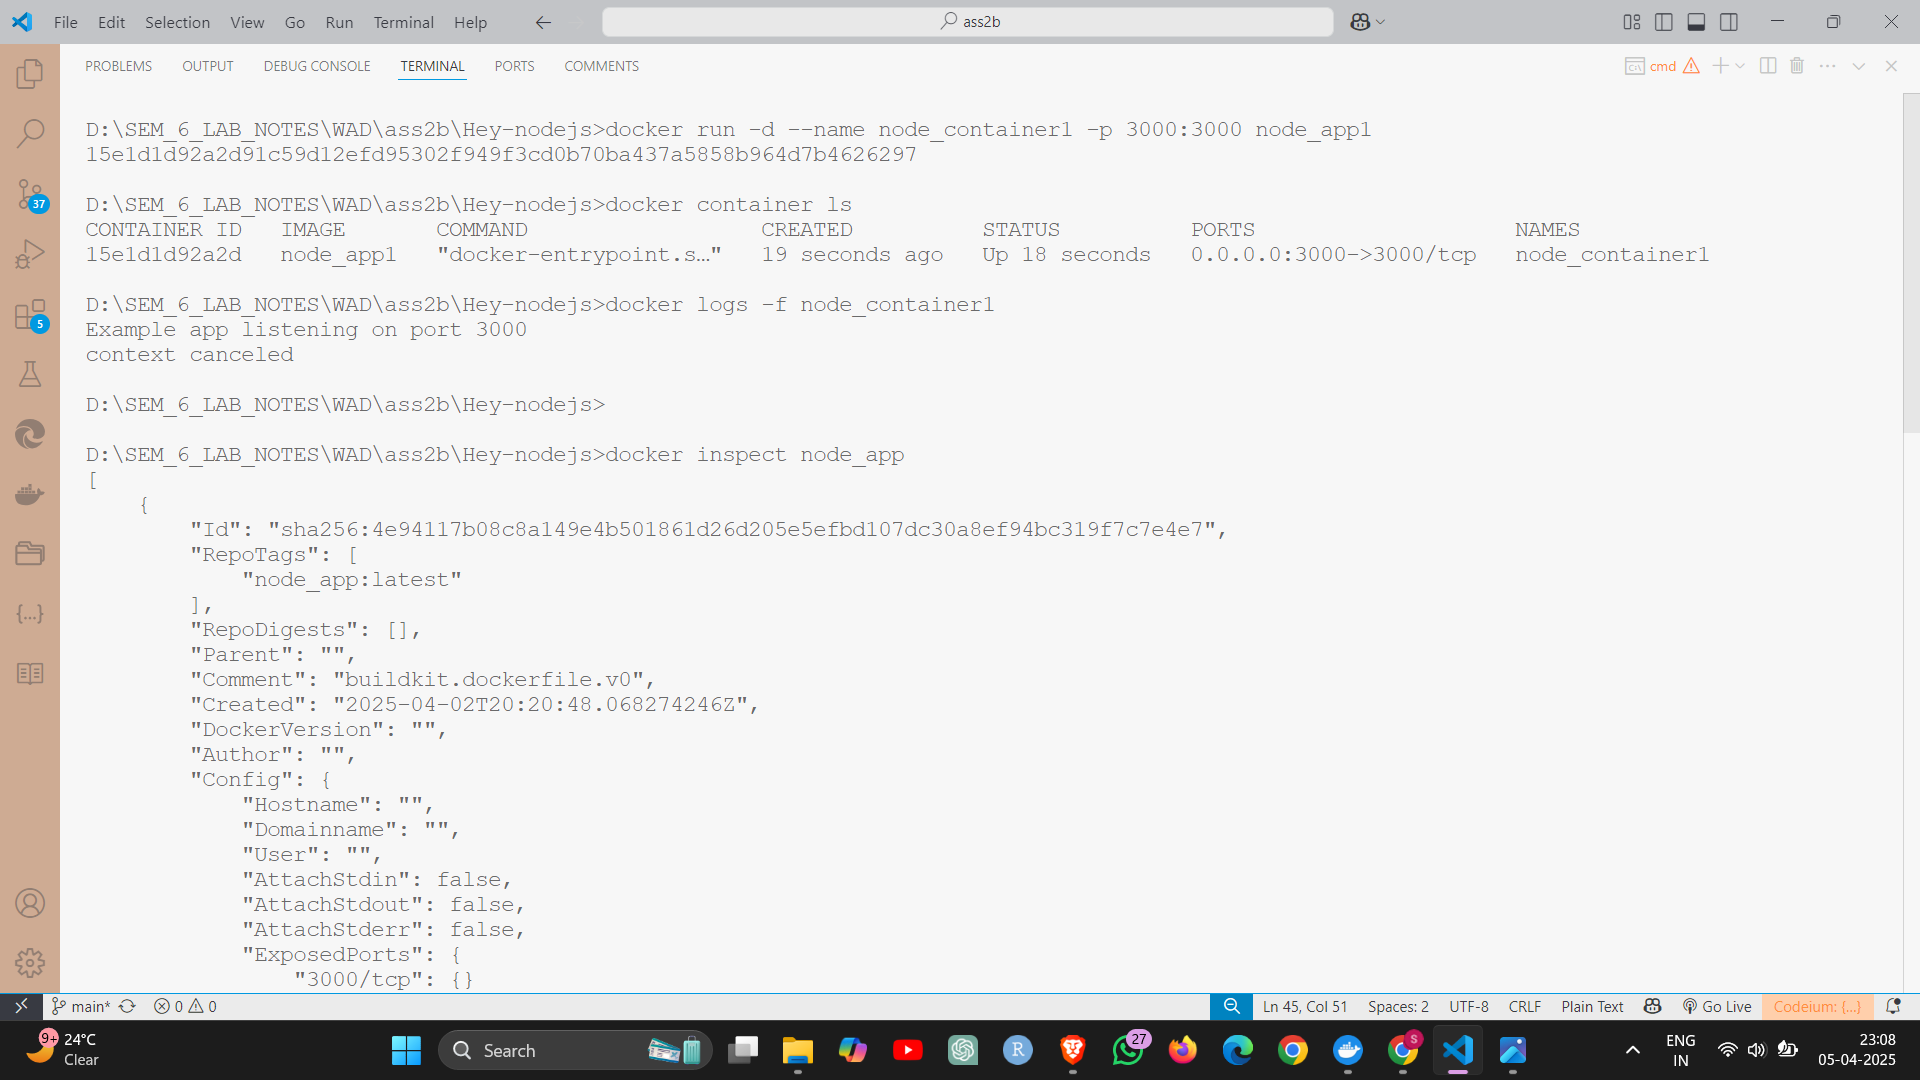 File Edit Selection View Go Run Terminal Help
ass2b
PROBLEMS OUTPUT DEBUG CONSOLE TERMINAL PORTS COMMENTS
cmd
D:\SEM_6_LAB_NOTES\WAD\ass2b\Hey-nodejs>docker run -d --name node_container1 -p 3000:3000 node_app1
15e1d1d92a2d91c59d12efd95302f949f3cd0b70ba437a5858b964d7b4626297
D:\SEM_6_LAB_NOTES\WAD\ass2b\Hey-nodejs>docker container ls
CONTAINER ID IMAGE COMMAND CREATED STATUS PORTS NAMES
15e1d1d92a2d node_app1 "docker-entrypoint.s…" 19 seconds ago Up 18 seconds 0.0.0.0:3000->3000/tcp node_container1
D:\SEM_6_LAB_NOTES\WAD\ass2b\Hey-nodejs>docker logs -f node_container1
Example app listening on port 3000
context canceled
D:\SEM_6_LAB_NOTES\WAD\ass2b\Hey-nodejs>
D:\SEM_6_LAB_NOTES\WAD\ass2b\Hey-nodejs>docker inspect node_app
[
{
"Id": "sha256:4e94117b08c8a149e4b501861d26d205e5efbd107dc30a8ef94bc319f7c7e4e7",
"RepoTags": [
"node_app:latest"
],
"RepoDigests": [],
"Parent": "",
"Comment": "buildkit.dockerfile.v0",
"Created": "2025-04-02T20:20:48.068274246Z",
"DockerVersion": "",
"Author": "",
"Config": {
"Hostname": "",
"Domainname": "",
"User": "",
"AttachStdin": false,
"AttachStdout": false,
"AttachStderr": false,
"ExposedPorts": {
"3000/tcp": {}
37
5
main* 0 0 Ln 45, Col 51 Spaces: 2 UTF-8 CRLF Plain Text Go Live Codeium: {...}
9+ 24°C
Clear
Search
27
S
ENG
IN
23:08
05-04-2025